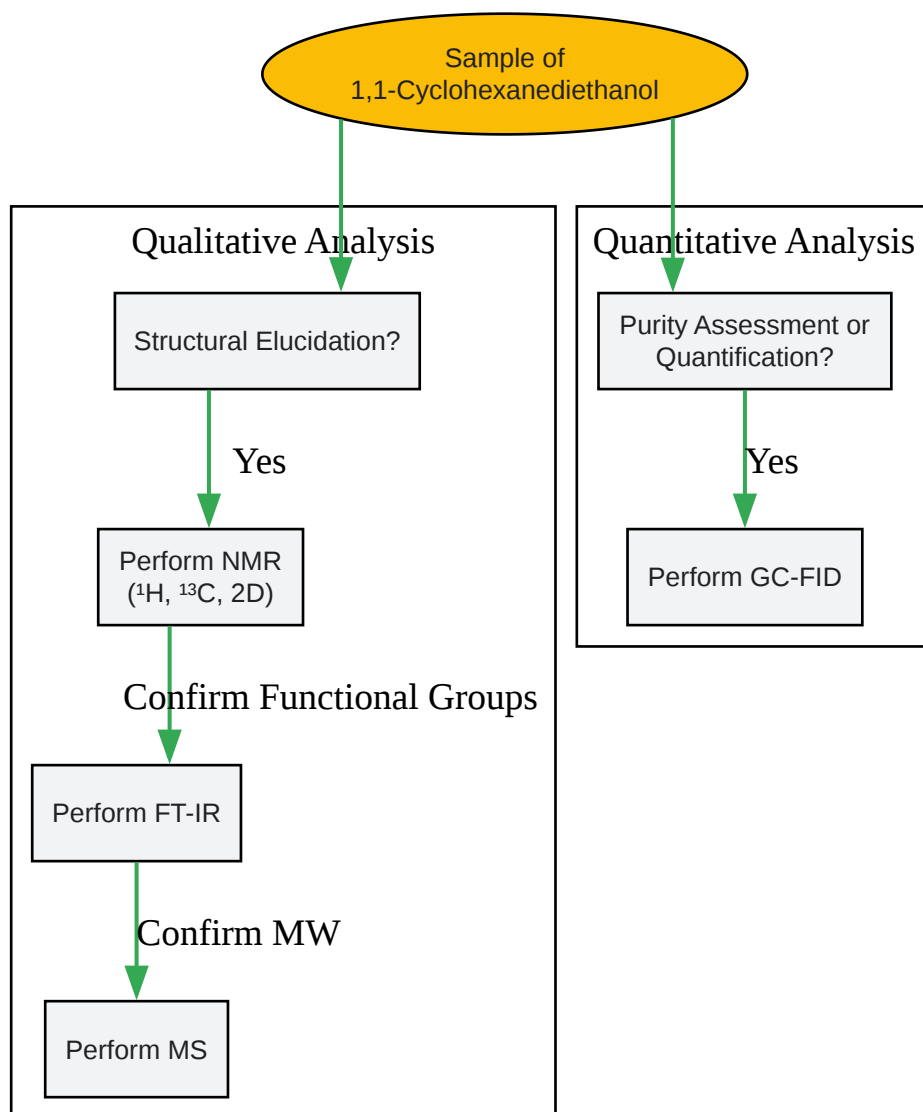 Sample of
1,1-Cyclohexanediethanol
Qualitative Analysis
Structural Elucidation?
Yes
Perform NMR
(¹H, ¹³C, 2D)
Confirm Functional Groups
Perform FT-IR
Confirm MW
Perform MS
Quantitative Analysis
Purity Assessment or
Quantification?
Yes
Perform GC-FID